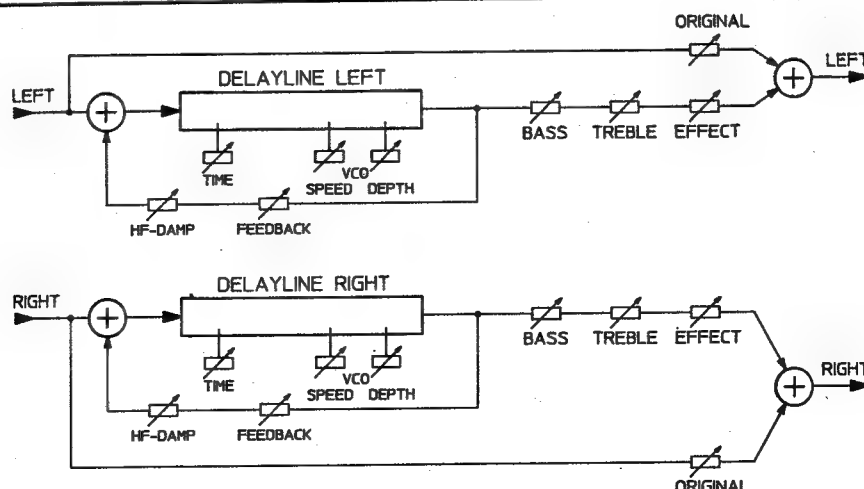 ORIGINAL
LEFT
DELAYLINE LEFT
LEFT
BASS TREBLE EFFECT
TIME
VCO
SPEED DEPTH
HF-DAMP FEEDBACK
DELAYLINE RIGHT
RIGHT
BASS TREBLE EFFECT
TIME
VCO
SPEED DEPTH
RIGHT
HF-DAMP FEEDBACK
ORIGINAL